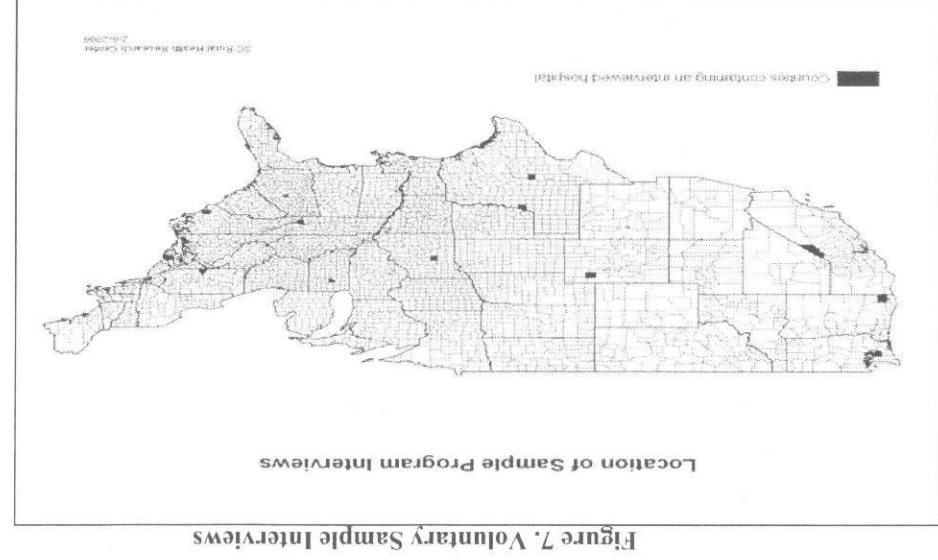 Figure 7. Voluntary Sample Interviews
Location of Sample Program Interviews
Counties containing an interviewed hospital
SC Rural Health Research Center